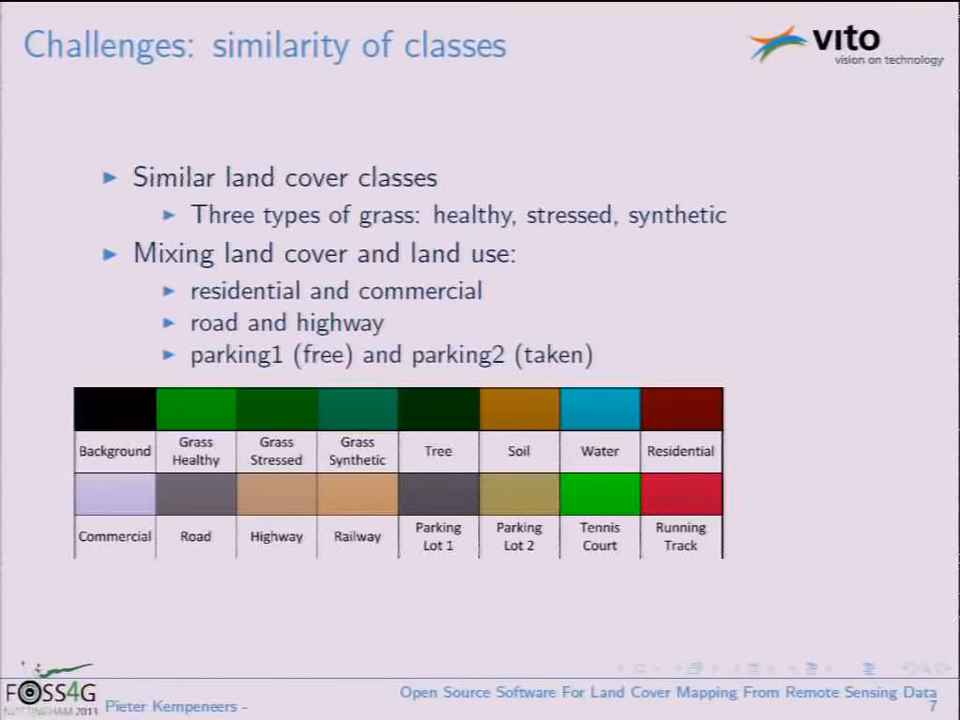 Challenges: similarity of classes
vito
vision on technology
Similar land cover classes
Three types of grass: healthy, stressed, synthetic
Mixing land cover and land use:
residential and commercial
road and highway
parking1 (free) and parking2 (taken)
Background
Grass Healthy
Grass Stressed
Grass Synthetic
Tree
Soil
Water
Residential
Commercial
Road
Highway
Railway
Parking Lot 1
Parking Lot 2
Tennis Court
Running Track
FOSS4G
NOTTINGHAM 2013
Pieter Kempeneers -
Open Source Software For Land Cover Mapping From Remote Sensing Data
7